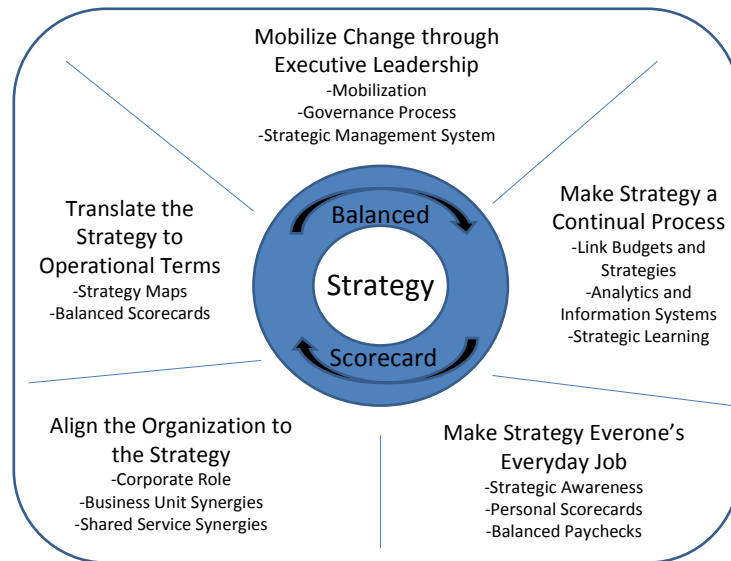 Mobilize Change through
Executive Leadership
-Mobilization
-Governance Process
-Strategic Management System
Translate the
Strategy to
Operational Terms
-Strategy Maps
-Balanced Scorecards
Balanced
Strategy
Scorecard
Make Strategy a
Continual Process
-Link Budgets and
Strategies
-Analytics and
Information Systems
-Strategic Learning
Align the Organization to
the Strategy
-Corporate Role
-Business Unit Synergies
-Shared Service Synergies
Make Strategy Everone's
Everyday Job
-Strategic Awareness
-Personal Scorecards
-Balanced Paychecks